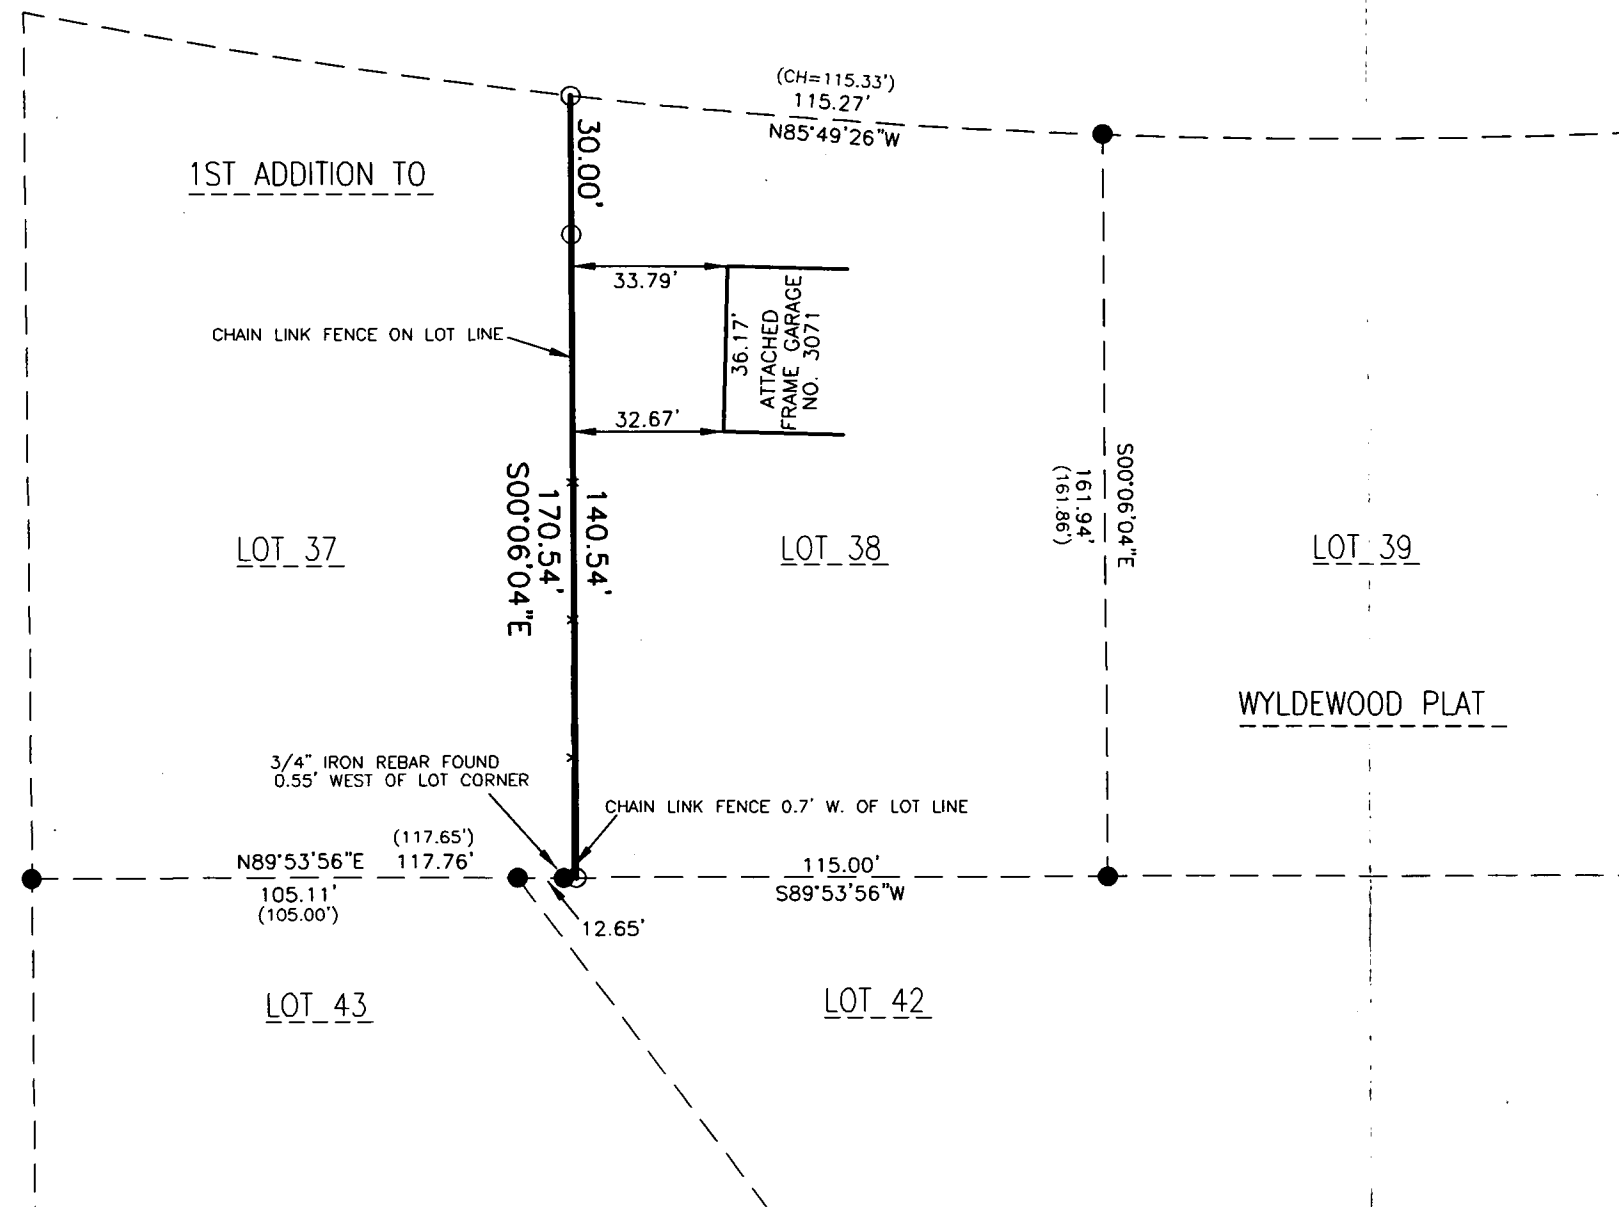 (CH=115.33')
115.27'
N85°49'26"W
30.00'
1ST ADDITION TO
33.79'
36.17'
ATTACHED
FRAME GARAGE
NO. 3071
CHAIN LINK FENCE ON LOT LINE
32.67'
S00°06'04"E
170.54'
140.54'
S00°06'04"E
161.94'
(161.86')
LOT 37
LOT 38
LOT 39
WYLDEWOOD PLAT
3/4" IRON REBAR FOUND
0.55' WEST OF LOT CORNER
CHAIN LINK FENCE 0.7' W. OF LOT LINE
(117.65')
N89°53'56"E 117.76'
115.00'
105.11'
(105.00')
S89°53'56"W
12.65'
LOT 43
LOT 42